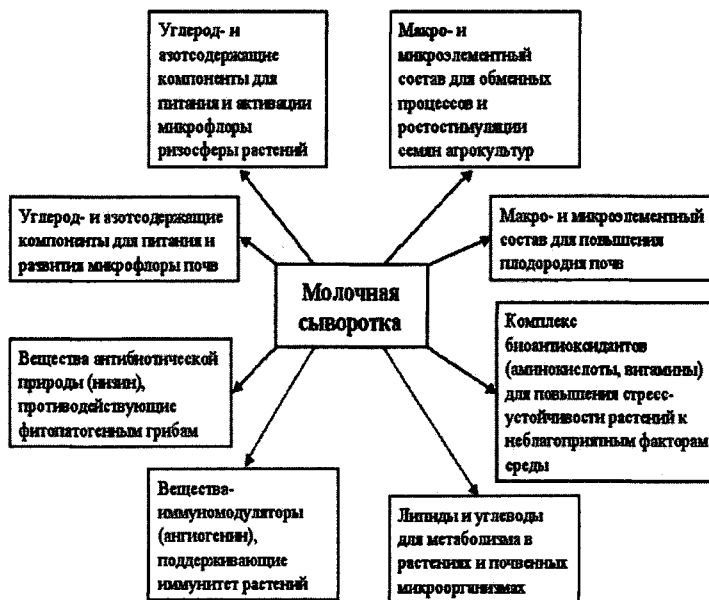 Углерод- и
азотсодержащие
компоненты для
питания и активации
микрофлоры
ризосферы растений
Макро- и
микроэлементный
состав для обменных
процессов и
ростостимуляции
семян агрокультур
Углерод- и азотсодержащие
компоненты для питания и
развития микрофлоры почв
Макро- и микроэлементный
состав для повышения
плодородия почв
Молочная
сыворотка
Вещества антибиотической
природы (низин),
противодействующие
фитопатогенным грибам
Комплекс
биоантиоксидантов
(аминокислоты, витамины)
для повышения стресс-
устойчивости растений к
неблагоприятным факторам
среды
Вещества-
иммуномодуляторы
(ангиогенин),
поддерживающие
иммунитет растений
Липиды и углеводы
для метаболизма в
растениях и почвенных
микроорганизмах